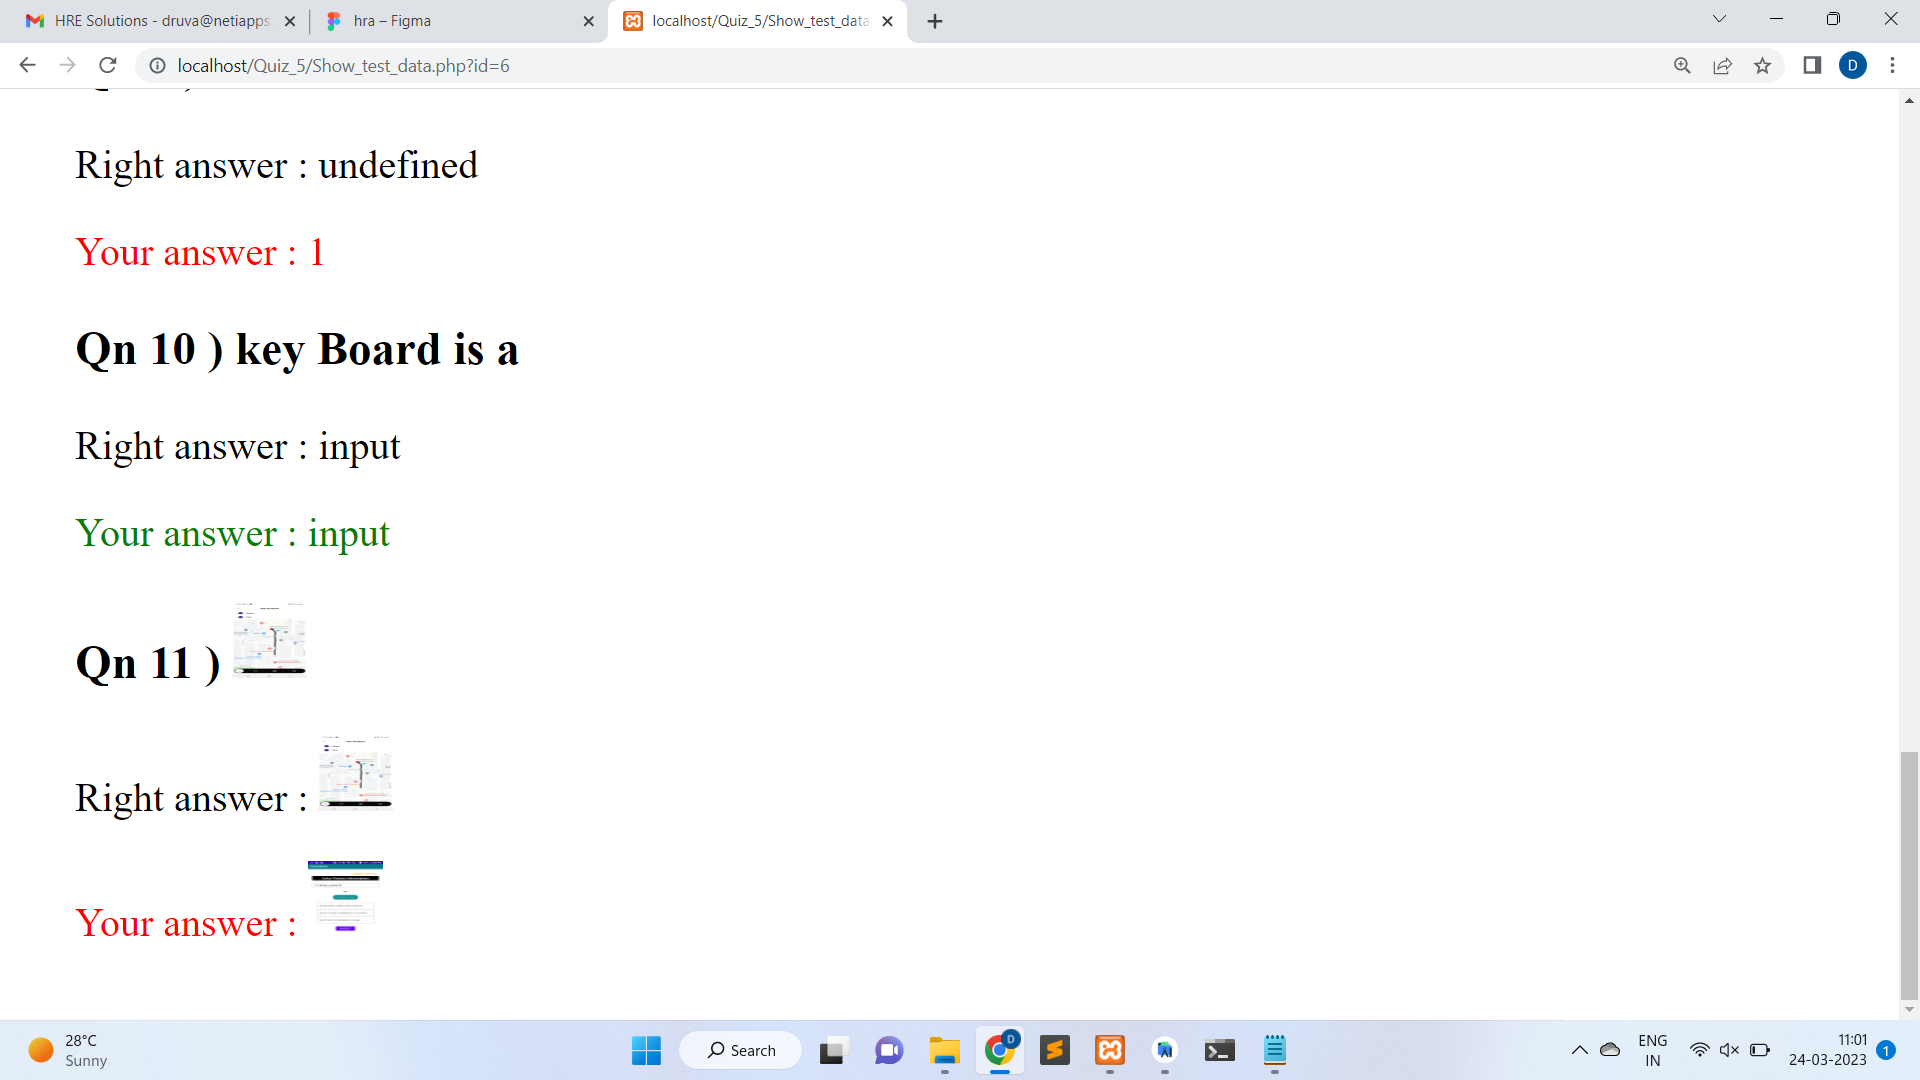 HRE Solutions - druva@netiapps.
hra – Figma
localhost/Quiz_5/Show_test_data
localhost/Quiz_5/Show_test_data.php?id=6
D
Right answer : undefined
Your answer : 1
Qn 10 ) key Board is a
Right answer : input
Your answer : input
Qn 11 )
Right answer :
Your answer :
28°C
Sunny
Search
D
ENG
IN
11:01
24-03-2023
1